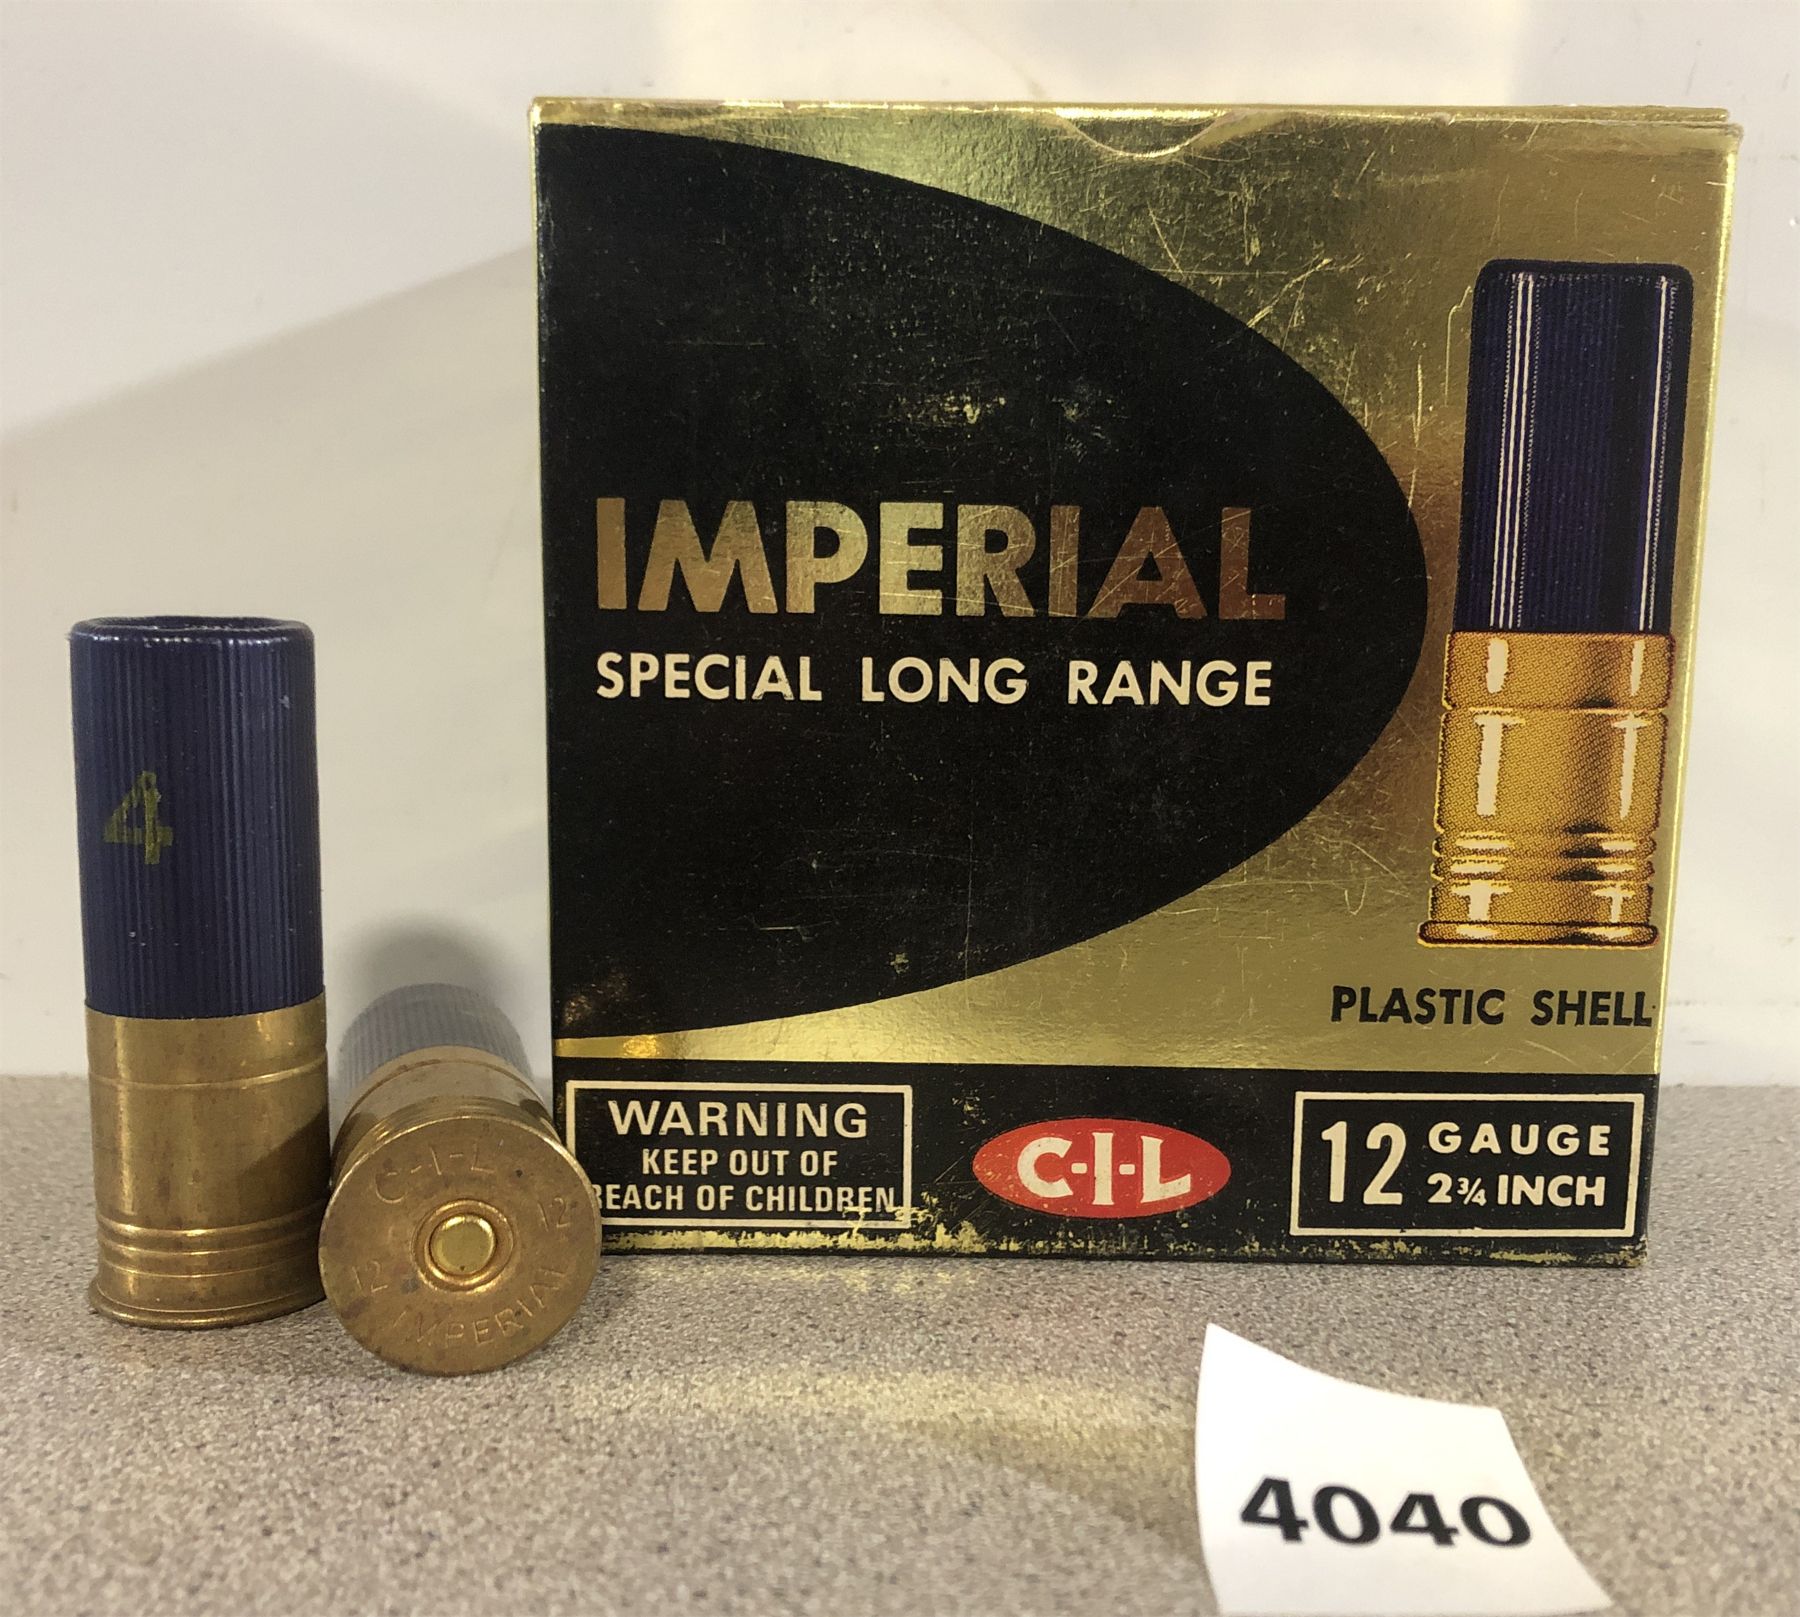 IMPERIAL
SPECIAL LONG RANGE
PLASTIC SHELL
WARNING
KEEP OUT OF
REACH OF CHILDREN
C-I-L
12 GAUGE
2¾ INCH
4
C-I-L
12 12
IMPERIAL
4040